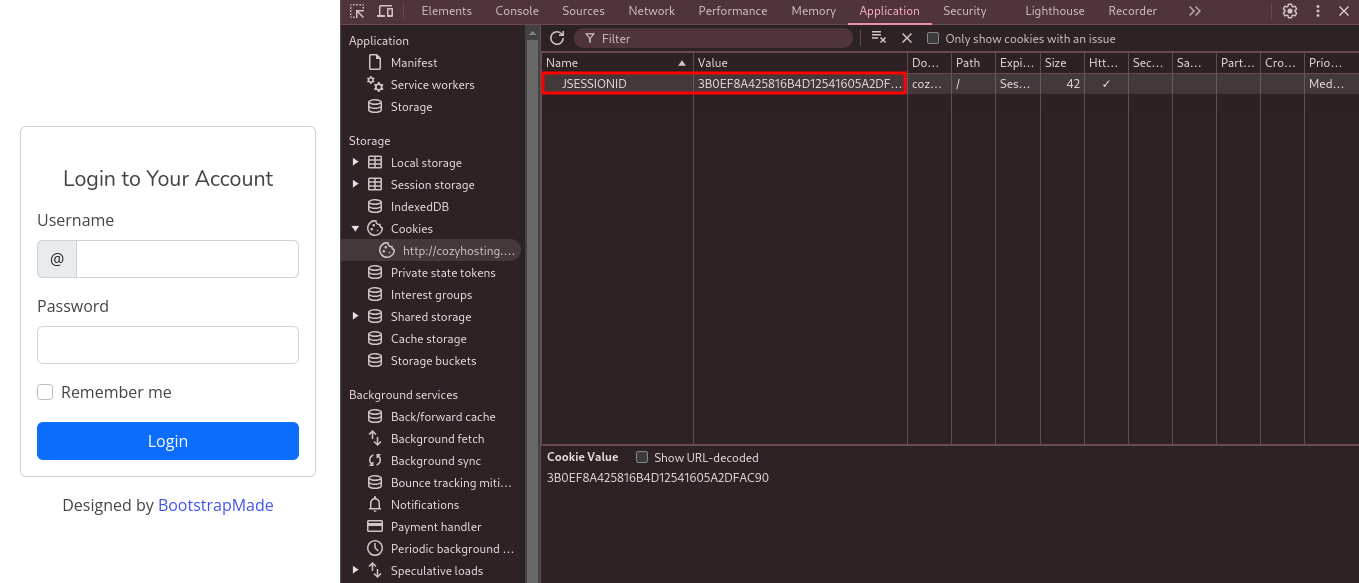 Login to Your Account
Username
@
Password
Remember me
Login
Designed by BootstrapMade
Elements Console Sources Network Performance Memory Application Security Lighthouse Recorder
Application
Manifest
Service workers
Storage
Storage
Local storage
Session storage
IndexedDB
Cookies
http://cozyhosting.…
Private state tokens
Interest groups
Shared storage
Cache storage
Storage buckets
Background services
Back/forward cache
Background fetch
Background sync
Bounce tracking miti…
Notifications
Payment handler
Periodic background …
Speculative loads
Filter Only show cookies with an issue
Name Value Do… Path Expi… Size Htt… Sec… Sa… Part… Cro… Prio…
JSESSIONID 3B0EF8A425816B4D12541605A2DF… coz… / Ses… 42 ✓ Med…
Cookie Value Show URL-decoded
3B0EF8A425816B4D12541605A2DFAC90